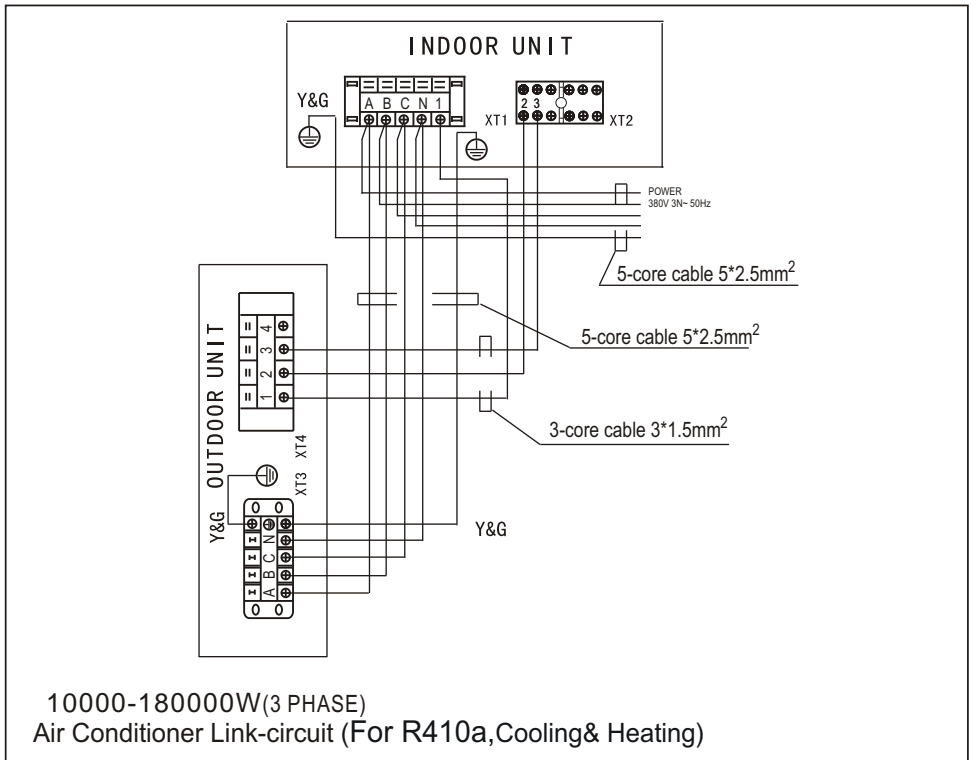 INDOOR UNIT
Y&G
A B C N 1
2 3
XT1
XT2
POWER
380V 3N~ 50Hz
5-core cable 5*2.5mm²
5-core cable 5*2.5mm²
3-core cable 3*1.5mm²
OUTDOOR UNIT
4
3
2
1
XT4
XT3
Y&G
N
C
B
A
Y&G
10000-180000W(3 PHASE)
Air Conditioner Link-circuit (For R410a,Cooling& Heating)